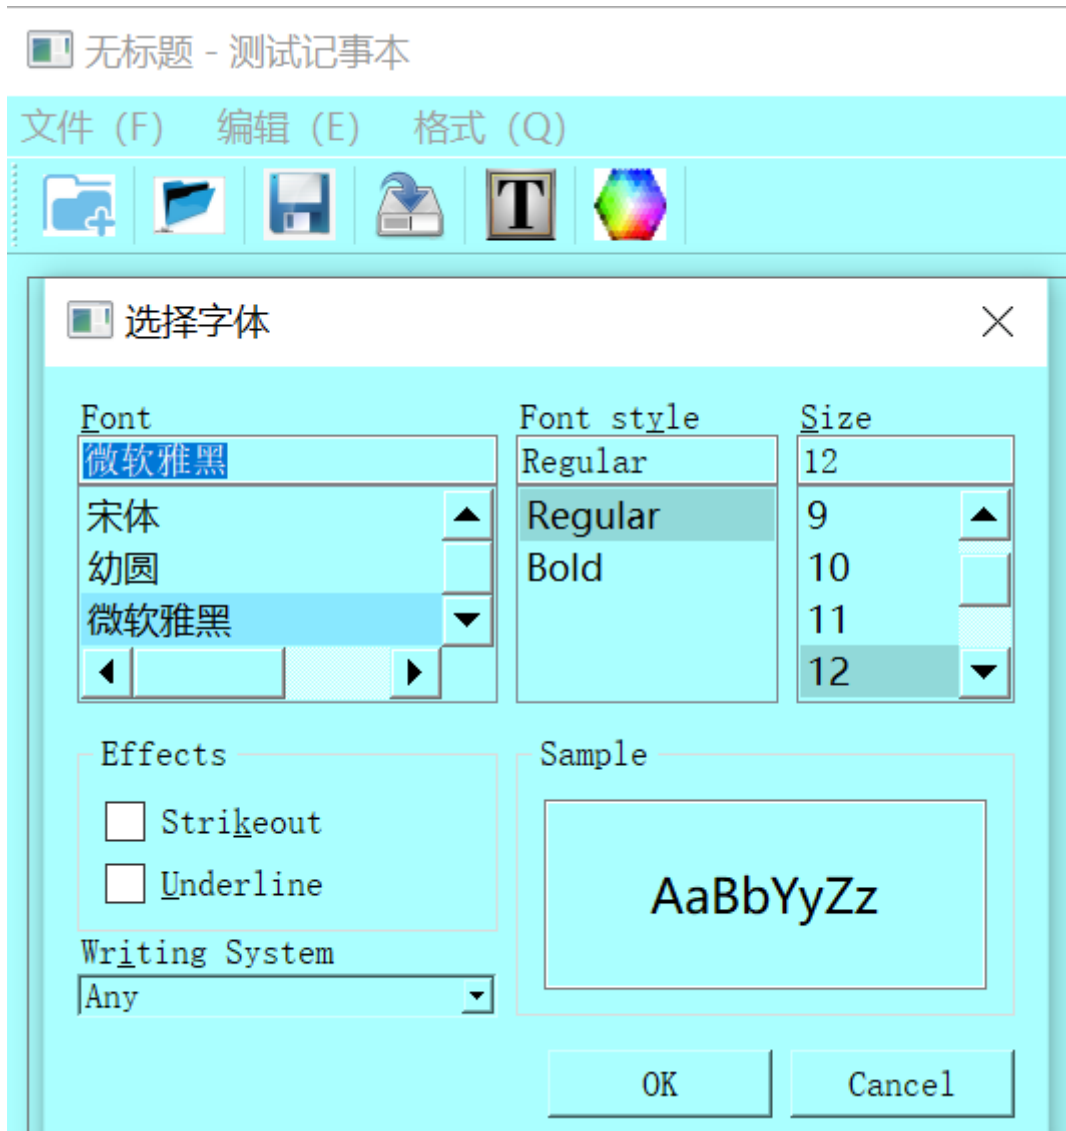 无标题 - 测试记事本
文件 (F) 编辑 (E) 格式 (Q)
T
选择字体
Font Font style Size
微软雅黑 Regular 12
宋体 Regular 9
幼圆 Bold 10
微软雅黑 11
12
Effects Sample
Strikeout
Underline
AaBbYyZz
Writing System
Any
OK Cancel